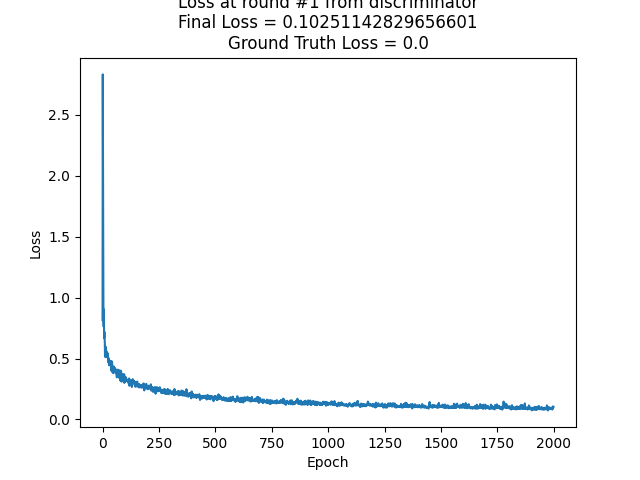 Loss at round #1 from discriminator
Final Loss = 0.10251142829656601
Ground Truth Loss = 0.0
2.5
2.0
1.5
1.0
0.5
0.0
Loss
0 250 500 750 1000 1250 1500 1750 2000
Epoch